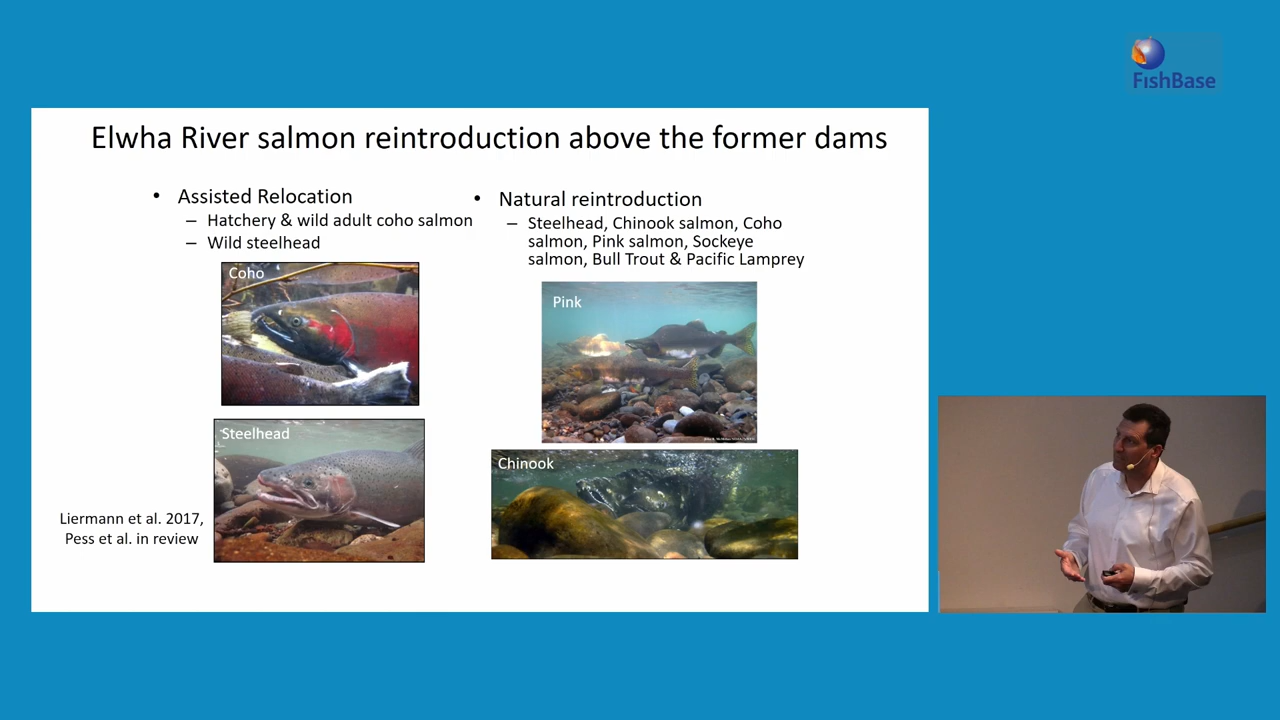 FishBase
Elwha River salmon reintroduction above the former dams
• Assisted Relocation
– Hatchery & wild adult coho salmon
– Wild steelhead
Coho
Steelhead
Liermann et al. 2017,
Pess et al. in review
• Natural reintroduction
– Steelhead, Chinook salmon, Coho
salmon, Pink salmon, Sockeye
salmon, Bull Trout & Pacific Lamprey
Pink
Chinook